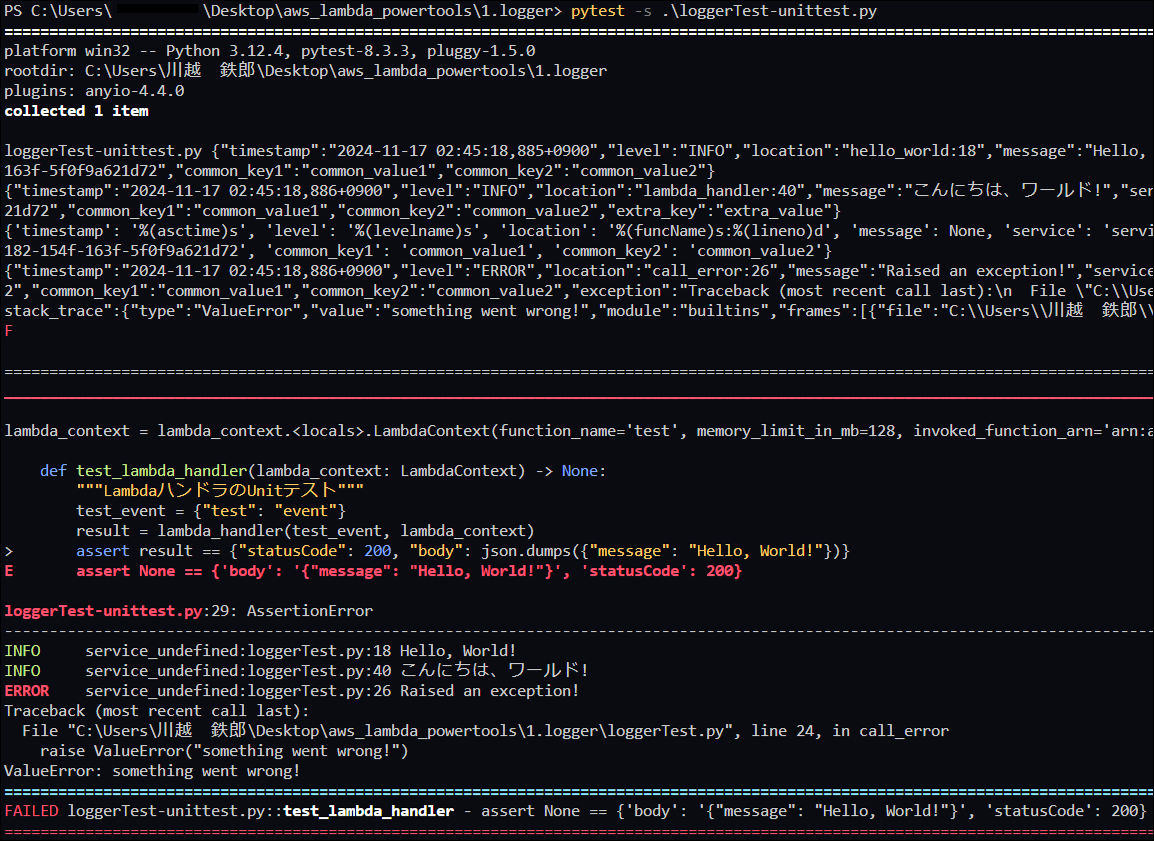 PS C:\Users\ \Desktop\aws_lambda_powertools\1.logger> pytest -s .\loggerTest-unittest.py
platform win32 -- Python 3.12.4, pytest-8.3.3, pluggy-1.5.0
rootdir: C:\Users\川越　鉄郎\Desktop\aws_lambda_powertools\1.logger
plugins: anyio-4.4.0
collected 1 item
loggerTest-unittest.py {"timestamp":"2024-11-17 02:45:18,885+0900","level":"INFO","location":"hello_world:18","message":"Hello,
163f-5f0f9a621d72","common_key1":"common_value1","common_key2":"common_value2"}
{"timestamp":"2024-11-17 02:45:18,886+0900","level":"INFO","location":"lambda_handler:40","message":"こんにちは、ワールド!","ser
21d72","common_key1":"common_value1","common_key2":"common_value2","extra_key":"extra_value"}
{'timestamp': '%(asctime)s', 'level': '%(levelname)s', 'location': '%(funcName)s:%(lineno)d', 'message': None, 'service': 'servi
182-154f-163f-5f0f9a621d72', 'common_key1': 'common_value1', 'common_key2': 'common_value2'}
{"timestamp":"2024-11-17 02:45:18,886+0900","level":"ERROR","location":"call_error:26","message":"Raised an exception!","service
2","common_key1":"common_value1","common_key2":"common_value2","exception":"Traceback (most recent call last):\n  File \"C:\\Use
stack_trace":{"type":"ValueError","value":"something went wrong!","module":"builtins","frames":[{"file":"C:\\Users\\川越　鉄郎\\
F
lambda_context = lambda_context.<locals>.LambdaContext(function_name='test', memory_limit_in_mb=128, invoked_function_arn='arn:a
    def test_lambda_handler(lambda_context: LambdaContext) -> None:
        """LambdaハンドラのUnitテスト"""
        test_event = {"test": "event"}
        result = lambda_handler(test_event, lambda_context)
>       assert result == {"statusCode": 200, "body": json.dumps({"message": "Hello, World!"})}
E       assert None == {'body': '{"message": "Hello, World!"}', 'statusCode': 200}
loggerTest-unittest.py:29: AssertionError
INFO     service_undefined:loggerTest.py:18 Hello, World!
INFO     service_undefined:loggerTest.py:40 こんにちは、ワールド!
ERROR    service_undefined:loggerTest.py:26 Raised an exception!
Traceback (most recent call last):
  File "C:\Users\川越　鉄郎\Desktop\aws_lambda_powertools\1.logger\loggerTest.py", line 24, in call_error
    raise ValueError("something went wrong!")
ValueError: something went wrong!
FAILED loggerTest-unittest.py::test_lambda_handler - assert None == {'body': '{"message": "Hello, World!"}', 'statusCode': 200}